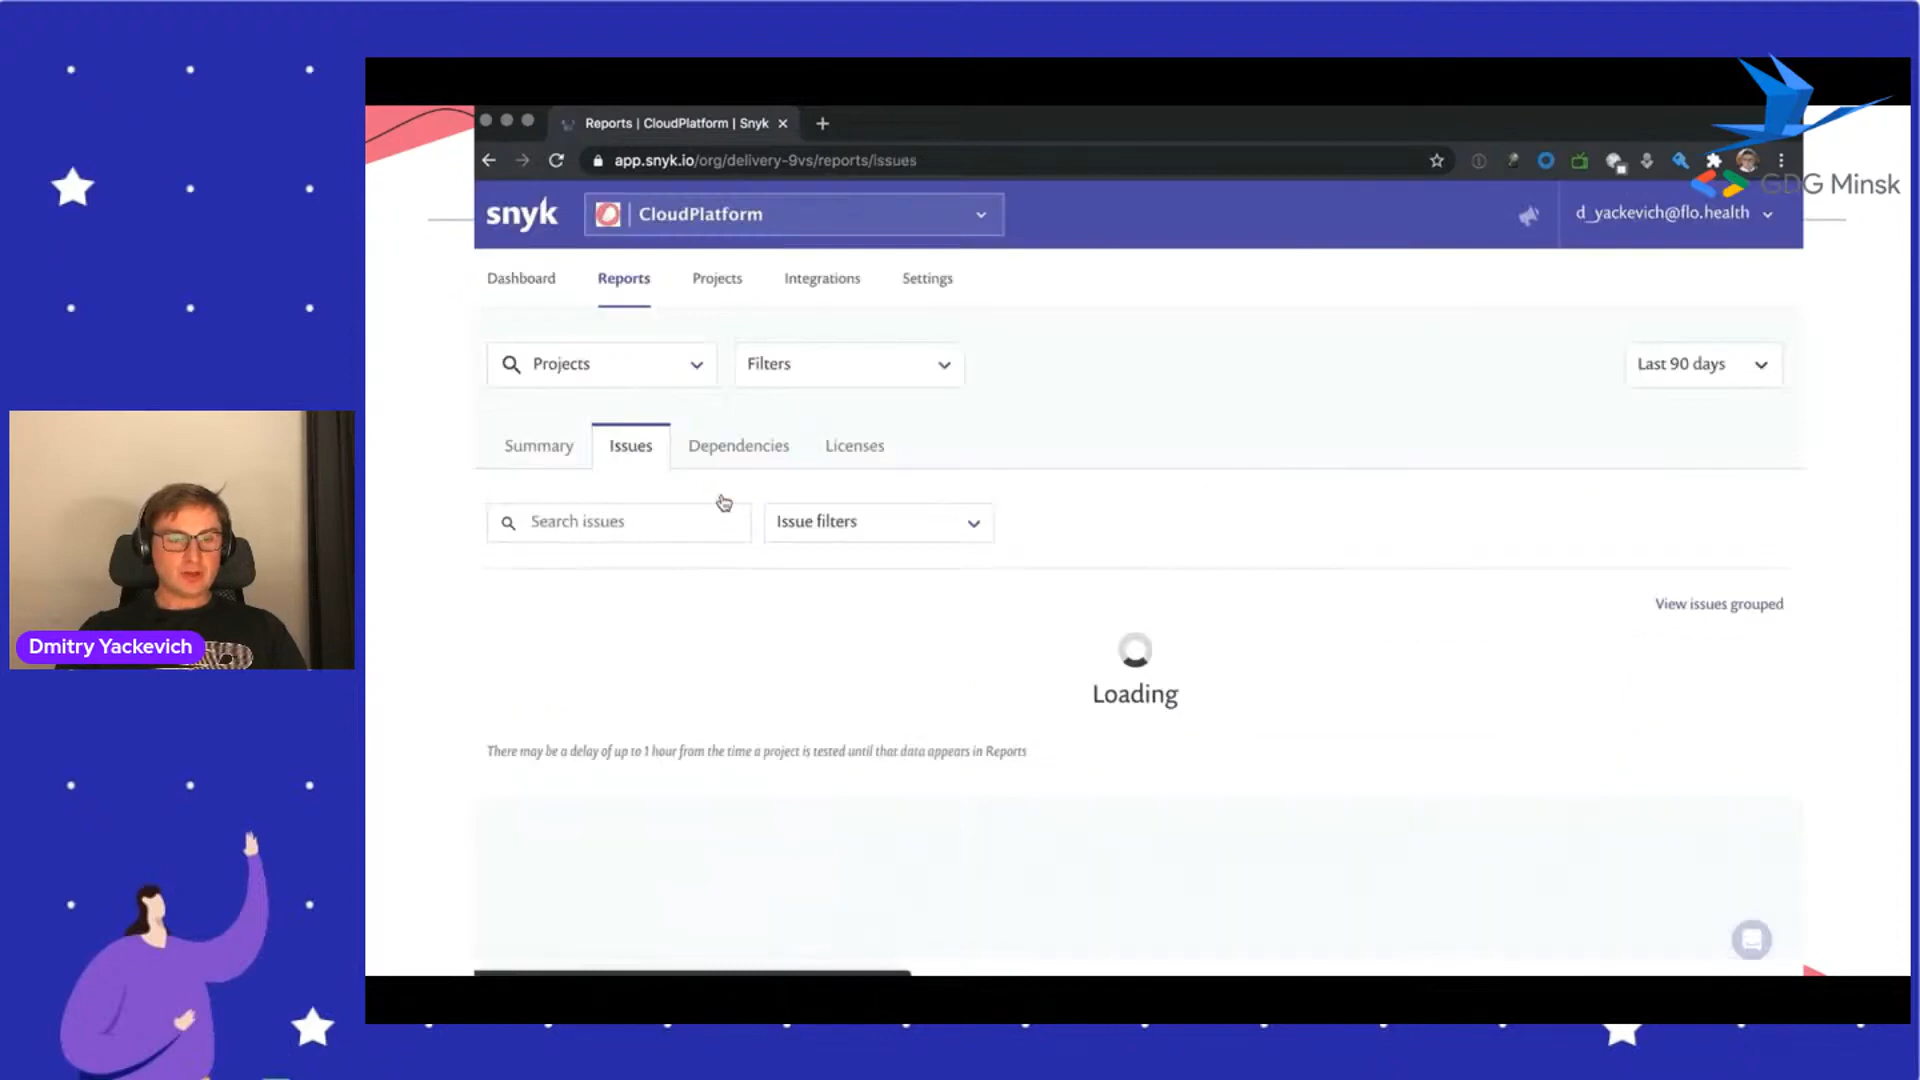 Reports | CloudPlatform | Snyk
app.snyk.io/org/delivery-9vs/reports/issues
GDG Minsk
snyk
CloudPlatform
d_yackevich@flo.health
Dashboard
Reports
Projects
Integrations
Settings
Projects
Filters
Last 90 days
Summary
Issues
Dependencies
Licenses
Search issues
Issue filters
View issues grouped
Loading
Dmitry Yackevich
There may be a delay of up to 1 hour from the time a project is tested until that data appears in Reports